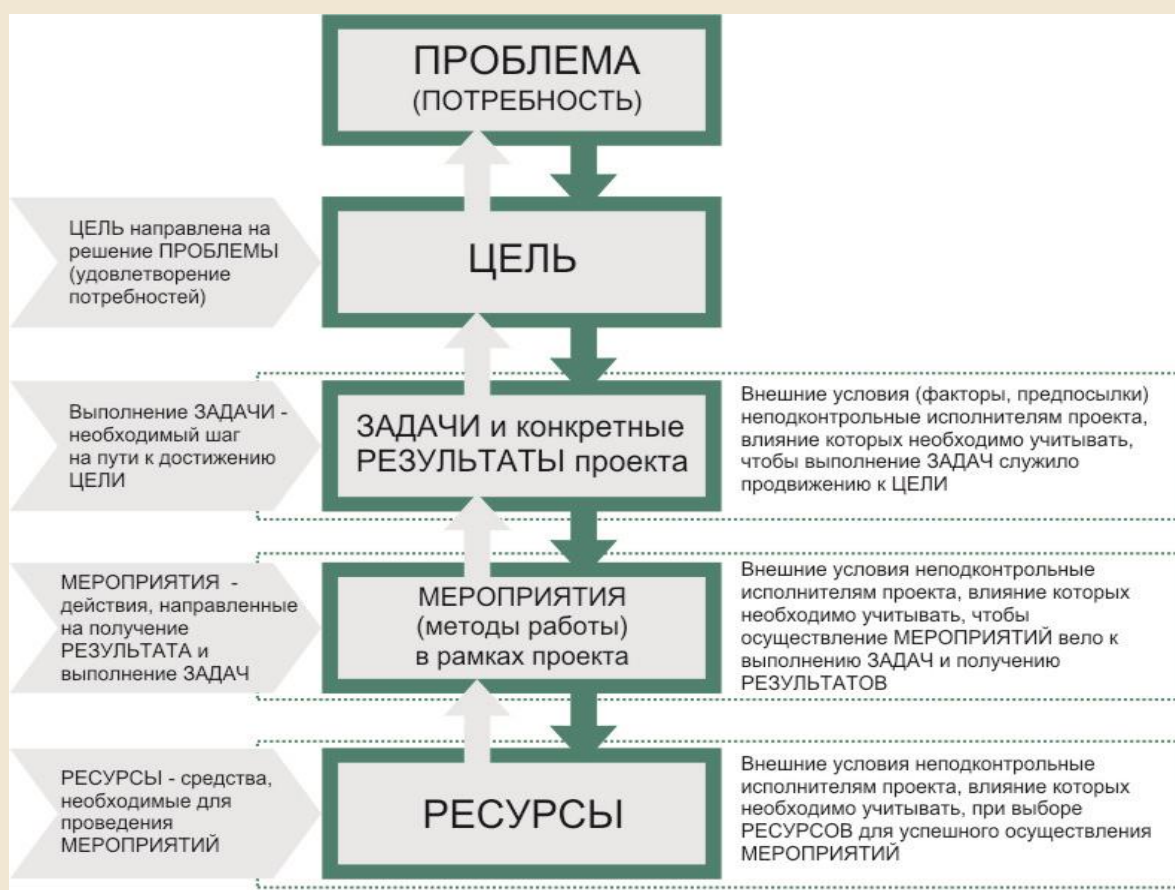 ПРОБЛЕМА
(ПОТРЕБНОСТЬ)
ЦЕЛЬ направлена на
решение ПРОБЛЕМЫ
(удовлетворение
потребностей)
ЦЕЛЬ
Выполнение ЗАДАЧИ -
необходимый шаг
на пути к достижению
ЦЕЛИ
ЗАДАЧИ и конкретные
РЕЗУЛЬТАТЫ проекта
Внешние условия (факторы, предпосылки)
неподконтрольные исполнителям проекта,
влияние которых необходимо учитывать,
чтобы выполнение ЗАДАЧ служило
продвижению к ЦЕЛИ
МЕРОПРИЯТИЯ -
действия, направленные
на получение
РЕЗУЛЬТАТА и
выполнение ЗАДАЧ
МЕРОПРИЯТИЯ
(методы работы)
в рамках проекта
Внешние условия неподконтрольные
исполнителям проекта, влияние которых
необходимо учитывать, чтобы
осуществление МЕРОПРИЯТИЙ вело к
выполнению ЗАДАЧ и получению
РЕЗУЛЬТАТОВ
РЕСУРСЫ - средства,
необходимые для
проведения
МЕРОПРИЯТИЙ
РЕСУРСЫ
Внешние условия неподконтрольные
исполнителям проекта, влияние которых
необходимо учитывать, при выборе
РЕСУРСОВ для успешного осуществления
МЕРОПРИЯТИЙ